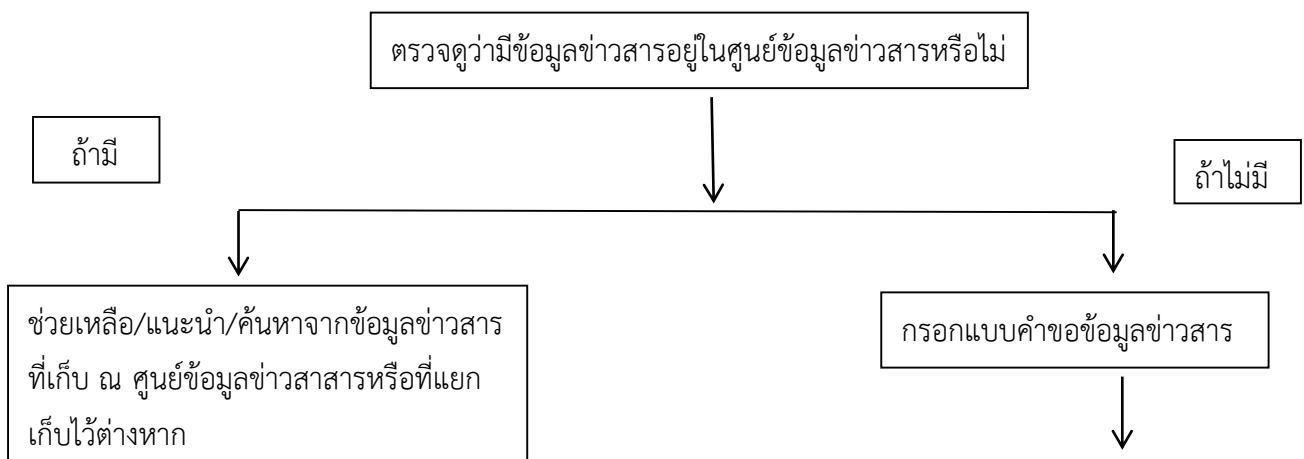 ตรวจดูว่ามีข้อมูลข่าวสารอยู่ในศูนย์ข้อมูลข่าวสารหรือไม่
ถ้ามี
ถ้าไม่มี
ช่วยเหลือ/แนะนำ/ค้นหาจากข้อมูลข่าวสาร
ที่เก็บ ณ ศูนย์ข้อมูลข่าวสาสารหรือที่แยก
เก็บไว้ต่างหาก
กรอกแบบคำขอข้อมูลข่าวสาร